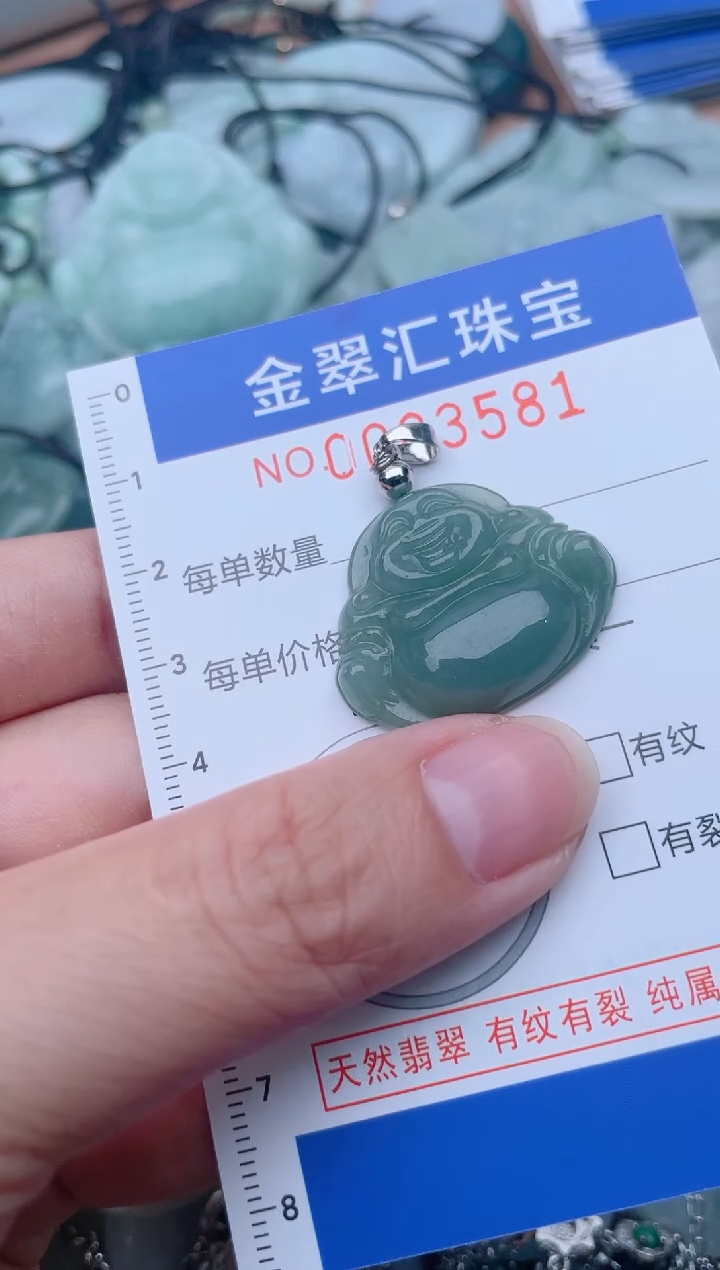 金翠汇珠宝
NO.0003581
每单数量
每单价格
有纹
有裂
天然翡翠 有纹有裂 纯属
0
1
2
3
4
7
8